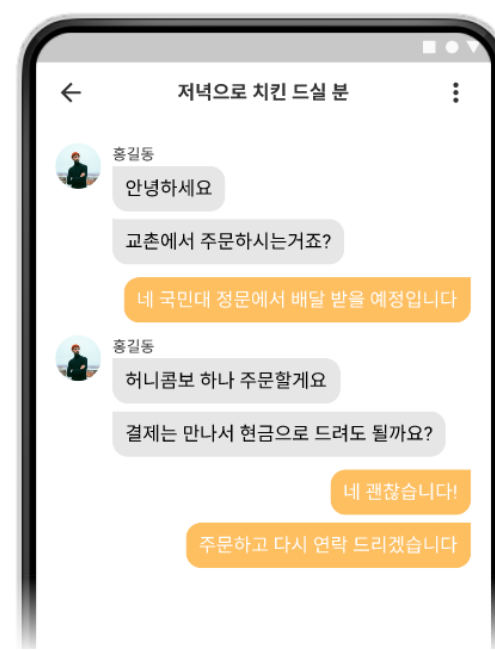 저녁으로 치킨 드실 분
홍길동
안녕하세요
교촌에서 주문하시는거죠?
네 국민대 정문에서 배달 받을 예정입니다
홍길동
허니콤보 하나 주문할게요
결제는 만나서 현금으로 드려도 될까요?
네 괜찮습니다!
주문하고 다시 연락 드리겠습니다